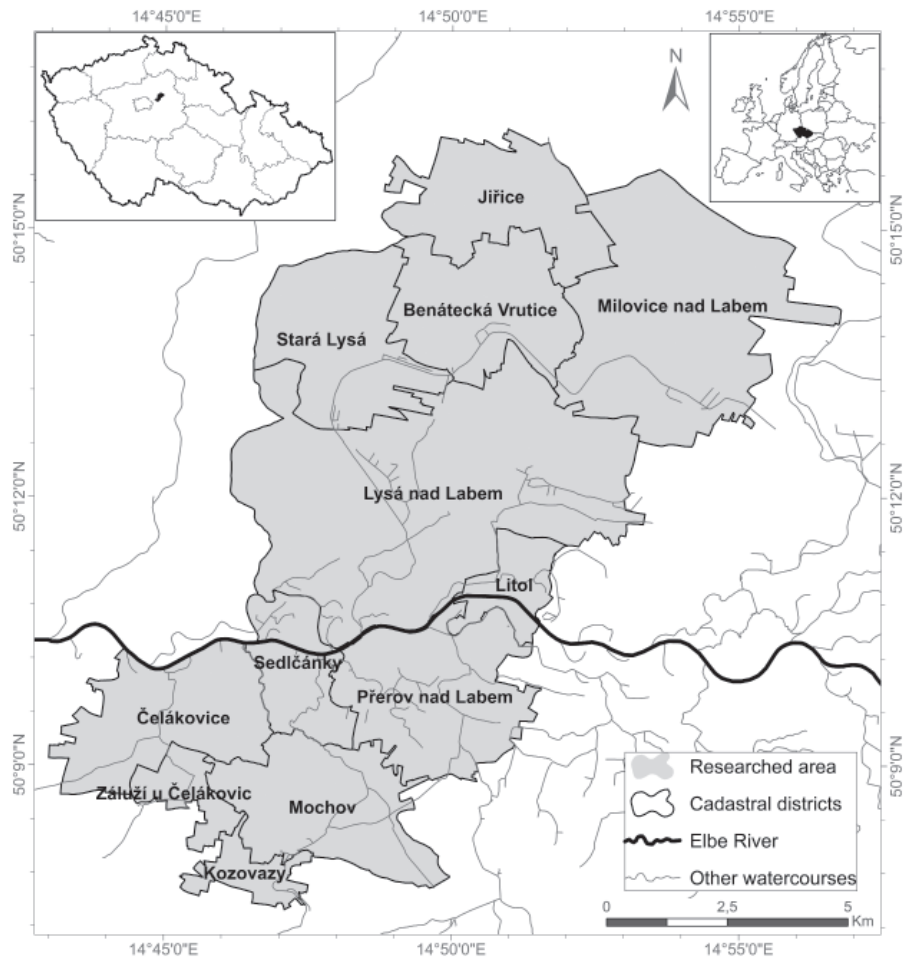 14°45'0"E
14°50'0"E
14°55'0"E
N
50°15'0"N
50°15'0"N
Jiřice
Benátecká Vrutice
Milovice nad Labem
Stará Lysá
50°12'0"N
50°12'0"N
Lysá nad Labem
Litol
Sedlčánky
Přerov nad Labem
Čelákovice
50°9'0"N
50°9'0"N
Záluží u Čelákovic
Mochov
Kozovazy
Researched area
Cadastral districts
Elbe River
Other watercourses
0
2,5
5
Km
14°45'0"E
14°50'0"E
14°55'0"E